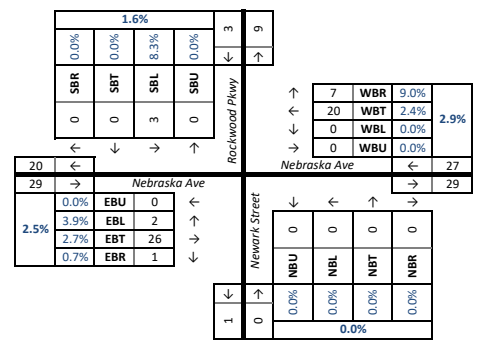 1.6%
0.0% 0.0% 8.3% 0.0%
SBR SBT SBL SBU
0 0 3 0
← ↓ → ↑
3 9
↓ ↑
Rockwood Pkwy
↑ 7 WBR 9.0%
← 20 WBT 2.4%
↓ 0 WBL 0.0%
→ 0 WBU 0.0%
2.9%
20 ←
Nebraska Ave
← 27
29 →
Nebraska Ave
→ 29
2.5%
0.0% EBU 0 ←
3.9% EBL 2 ↑
2.7% EBT 26 →
0.7% EBR 1 ↓
Newark Street
↓ ← ↑ →
0 0 0 0
NBU NBL NBT NBR
0.0% 0.0% 0.0% 0.0%
0.0%
↓ ↑
1 0